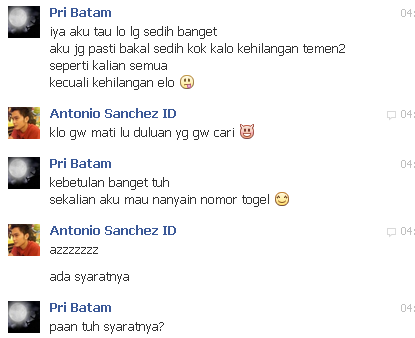 Pri Batam
iya aku tau lo lg sedih banget
aku jg pasti bakal sedih kok kalo kehilangan temen2
seperti kalian semua
kecuali kehilangan elo
Antonio Sanchez ID
klo gw mati lu duluan yg gw cari
Pri Batam
kebetulan banget tuh
sekalian aku mau nanyain nomor togel
Antonio Sanchez ID
azzzzzzz
ada syaratnya
Pri Batam
paan tuh syaratnya?